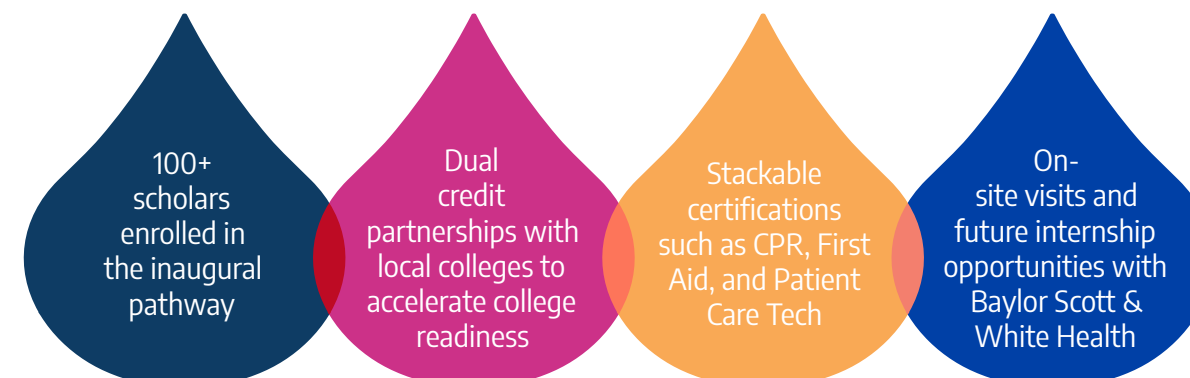 100+
scholars
enrolled in
the inaugural
pathway
Dual
credit
partnerships with
local colleges to
accelerate college
readiness
Stackable
certifications
such as CPR, First
Aid, and Patient
Care Tech
On-
site visits and
future internship
opportunities with
Baylor Scott &
White Health